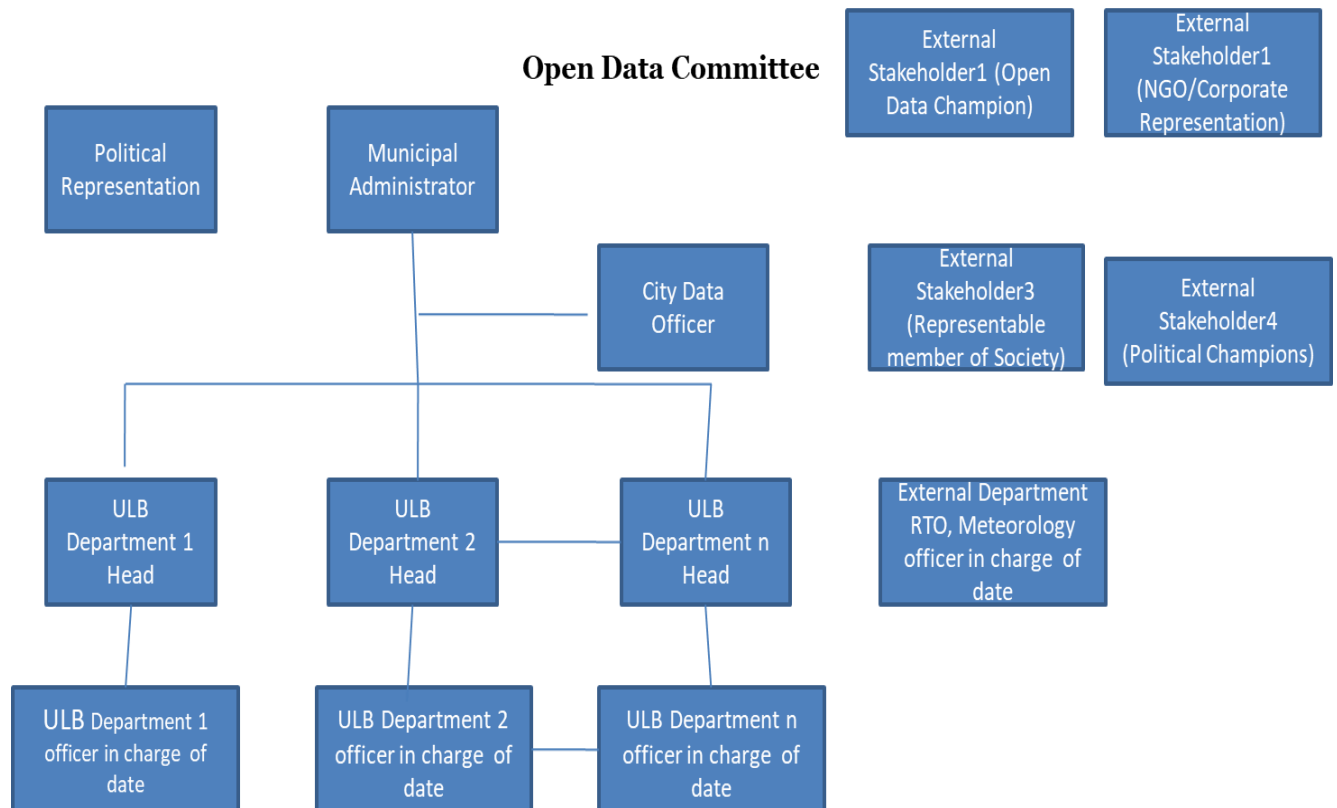 Open Data Committee
External
Stakeholder1 (Open
Data Champion)
External
Stakeholder1
(NGO/Corporate
Representation)
Political
Representation
Municipal
Administrator
City Data
Officer
External
Stakeholder3
(Representable
member of Society)
External
Stakeholder4
(Political Champions)
ULB
Department 1
Head
ULB
Department 2
Head
ULB
Department n
Head
External Department
RTO, Meteorology
officer in charge of
date
ULB Department 1
officer in charge of
date
ULB Department 2
officer in charge of
date
ULB Department n
officer in charge of
date